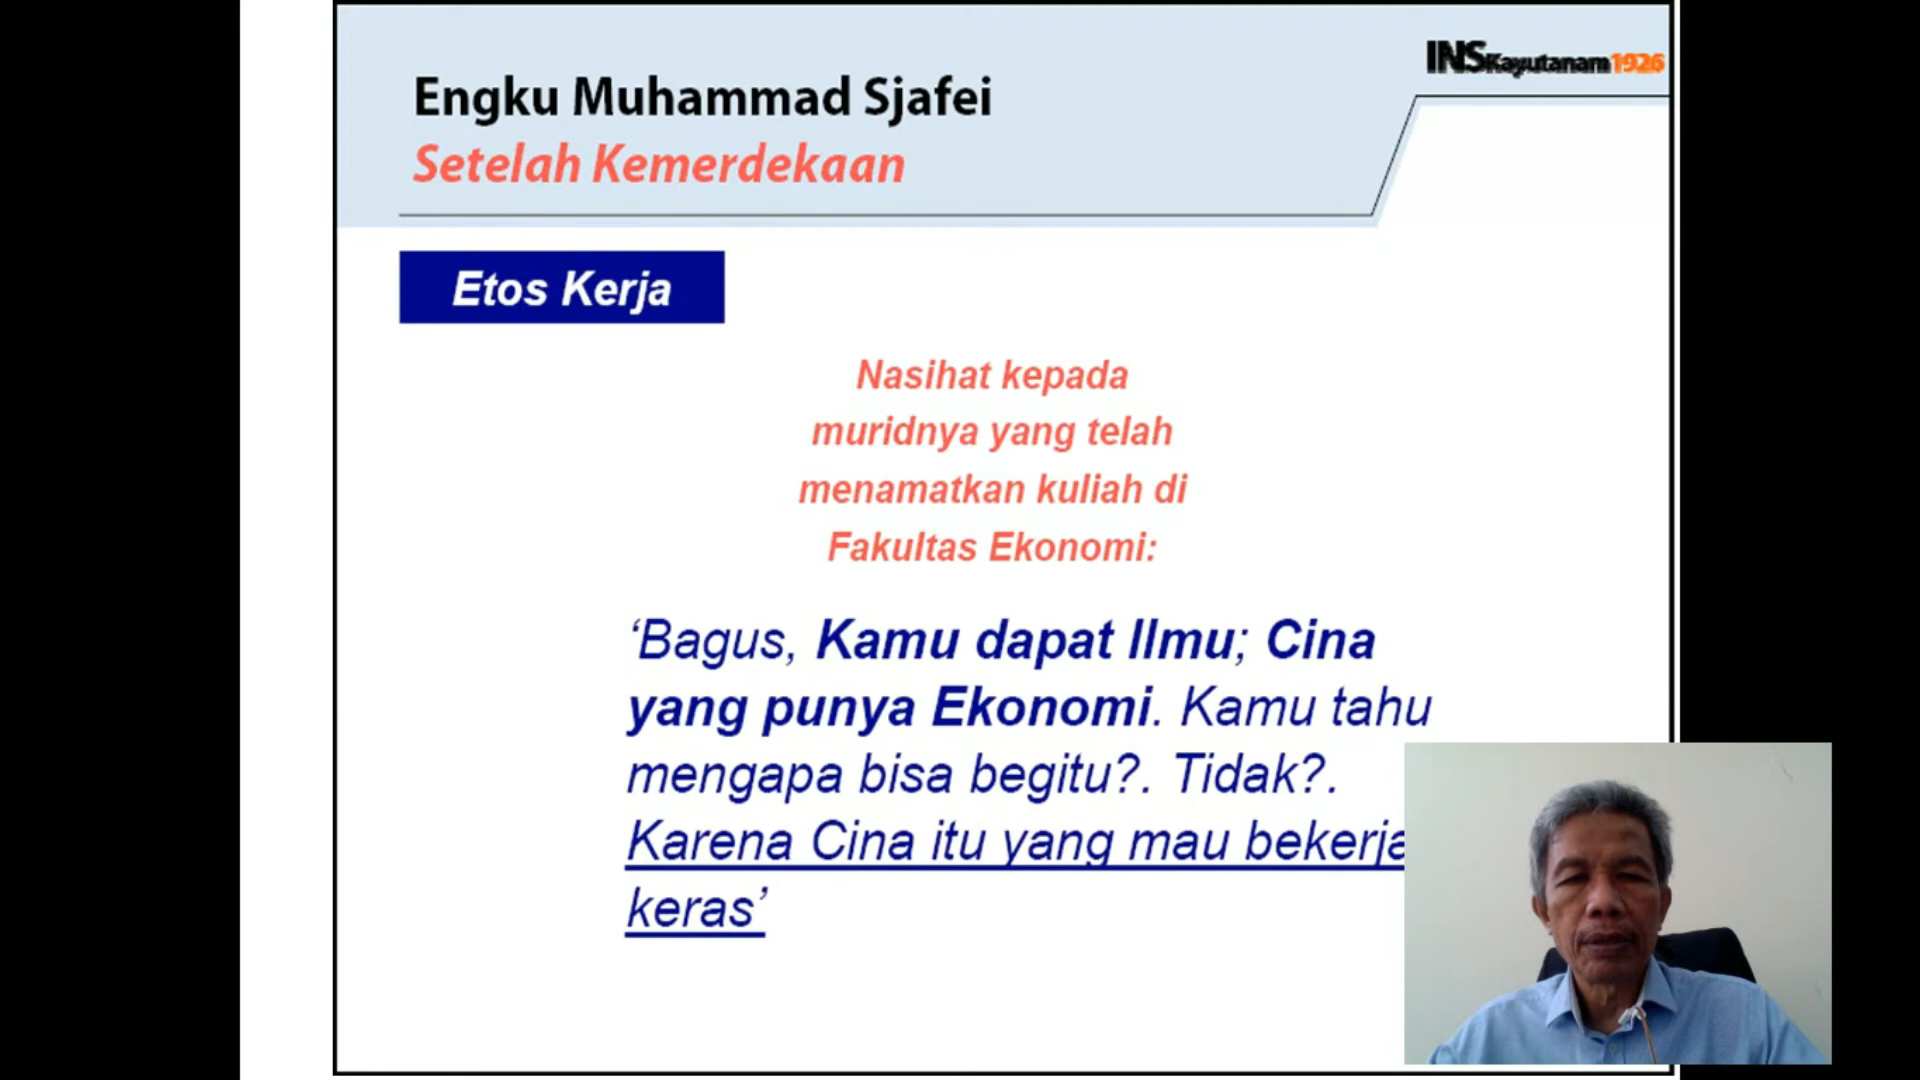 INSKayutanam1926
Engku Muhammad Sjafei
Setelah Kemerdekaan
Etos Kerja
Nasihat kepada
muridnya yang telah
menamatkan kuliah di
Fakultas Ekonomi:
‘Bagus, Kamu dapat Ilmu; Cina
yang punya Ekonomi. Kamu tahu
mengapa bisa begitu?. Tidak?.
Karena Cina itu yang mau bekerja
keras’